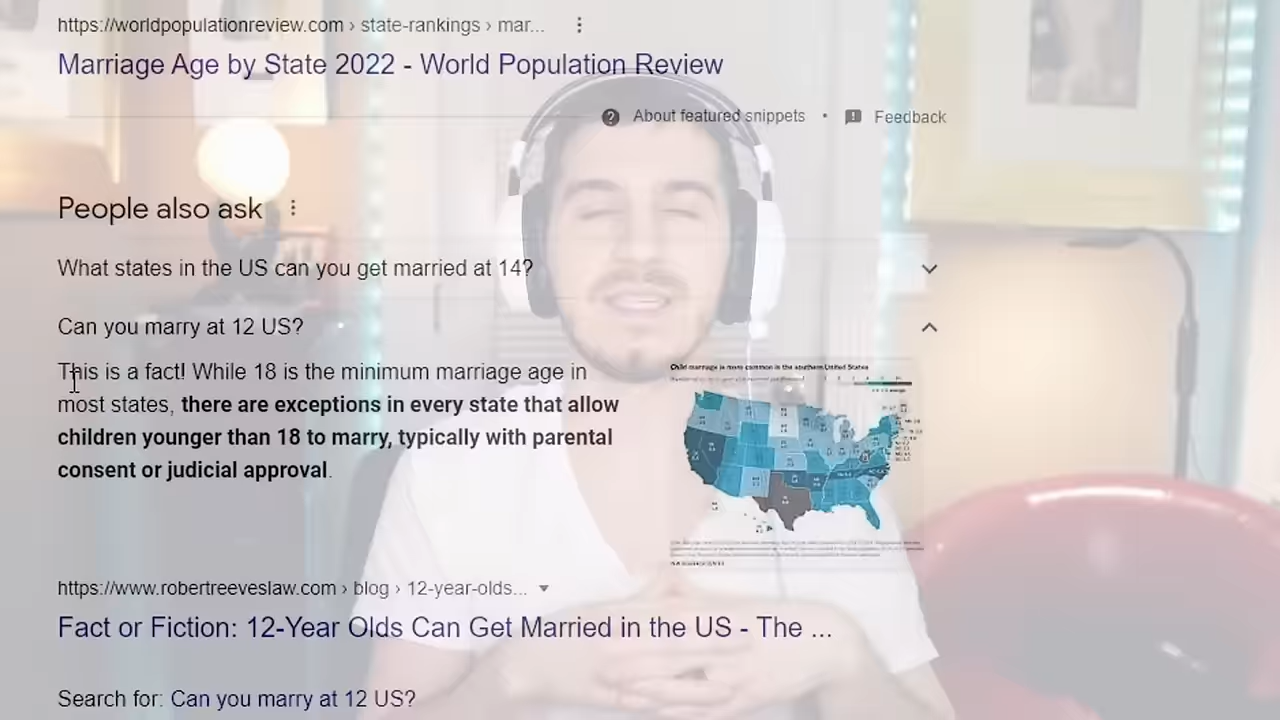 https://worldpopulationreview.com › state-rankings › mar...
Marriage Age by State 2022 - World Population Review
About featured snippets • Feedback
People also ask
What states in the US can you get married at 14?
Can you marry at 12 US?
This is a fact! While 18 is the minimum marriage age in
most states, there are exceptions in every state that allow
children younger than 18 to marry, typically with parental
consent or judicial approval.
Child marriage is more common in the southern United States
https://www.robertreeveslaw.com › blog › 12-year-olds...
Fact or Fiction: 12-Year Olds Can Get Married in the US - The ...
Search for: Can you marry at 12 US?